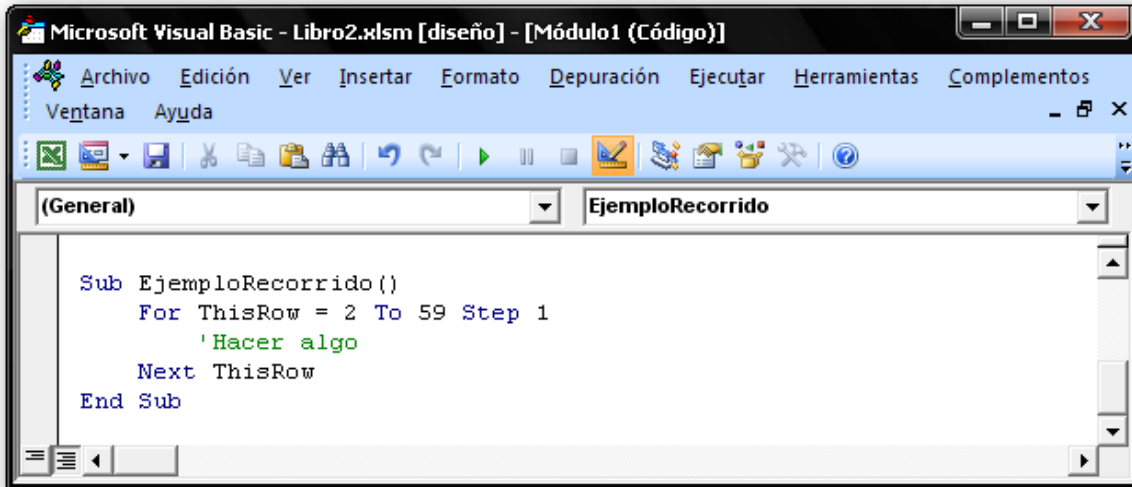 Microsoft Visual Basic - Libro2.xlsm [diseño] - [Módulo1 (Código)]
Archivo Edición Ver Insertar Formato Depuración Ejecutar Herramientas Complementos
Ventana Ayuda
(General) EjemploRecorrido
Sub EjemploRecorrido()
For ThisRow = 2 To 59 Step 1
'Hacer algo
Next ThisRow
End Sub